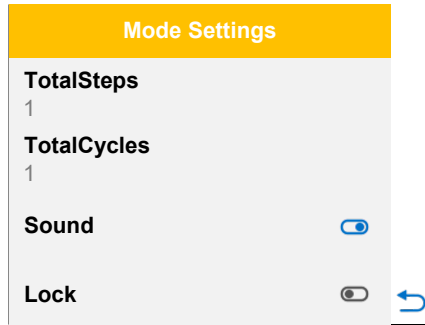 Mode Settings
TotalSteps
1
TotalCycles
1
Sound
Lock